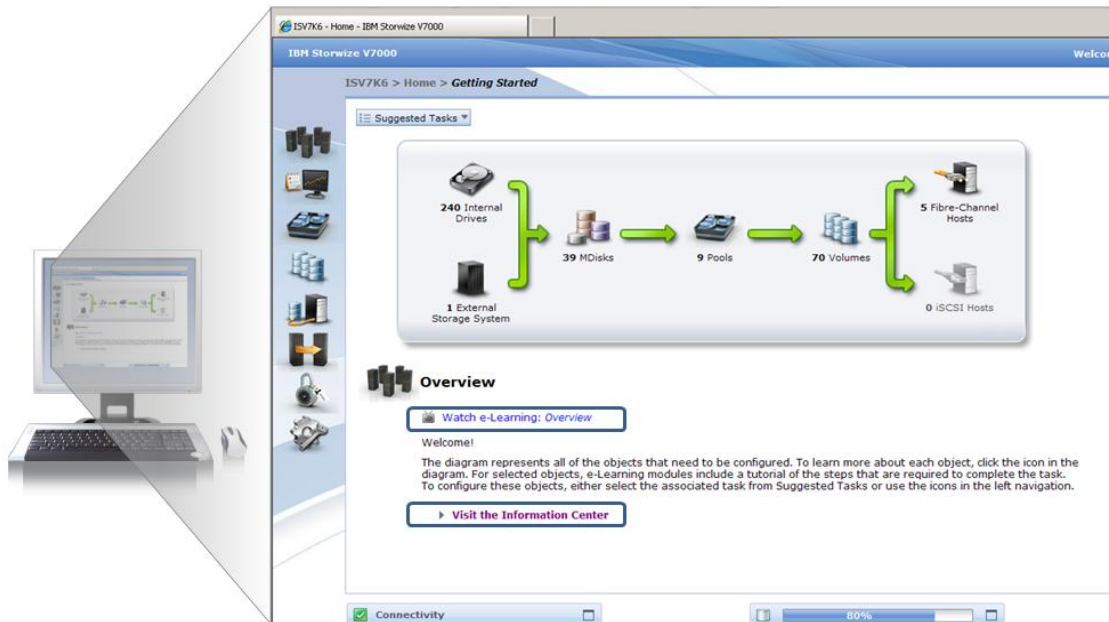 ISV7K6 - Home - IBM Storwize V7000
IBM Storwize V7000
Welco
ISV7K6 > Home > Getting Started
Suggested Tasks
240 Internal
Drives
1 External
Storage System
39 MDisks
9 Pools
70 Volumes
5 Fibre-Channel
Hosts
0 iSCSI Hosts
Overview
Watch e-Learning: Overview
Welcome!
The diagram represents all of the objects that need to be configured. To learn more about each object, click the icon in the
diagram. For selected objects, e-Learning modules include a tutorial of the steps that are required to complete the task.
To configure these objects, either select the associated task from Suggested Tasks or use the icons in the left navigation.
Visit the Information Center
Connectivity
80%